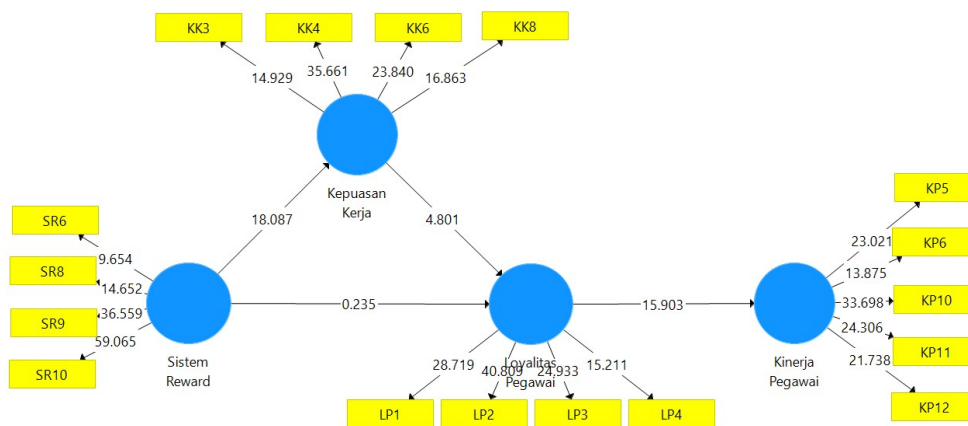 KK3
KK4
KK6
KK8
14.929
35.661
23.840
16.863
Kepuasan
Kerja
18.087
4.801
SR6
SR8
SR9
SR10
9.654
14.652
36.559
59.065
Sistem
Reward
0.235
Loyalitas
Pegawai
28.719
40.809
24.933
15.211
LP1
LP2
LP3
LP4
15.903
Kinerja
Pegawai
23.021
13.875
33.698
24.306
21.738
KP5
KP6
KP10
KP11
KP12